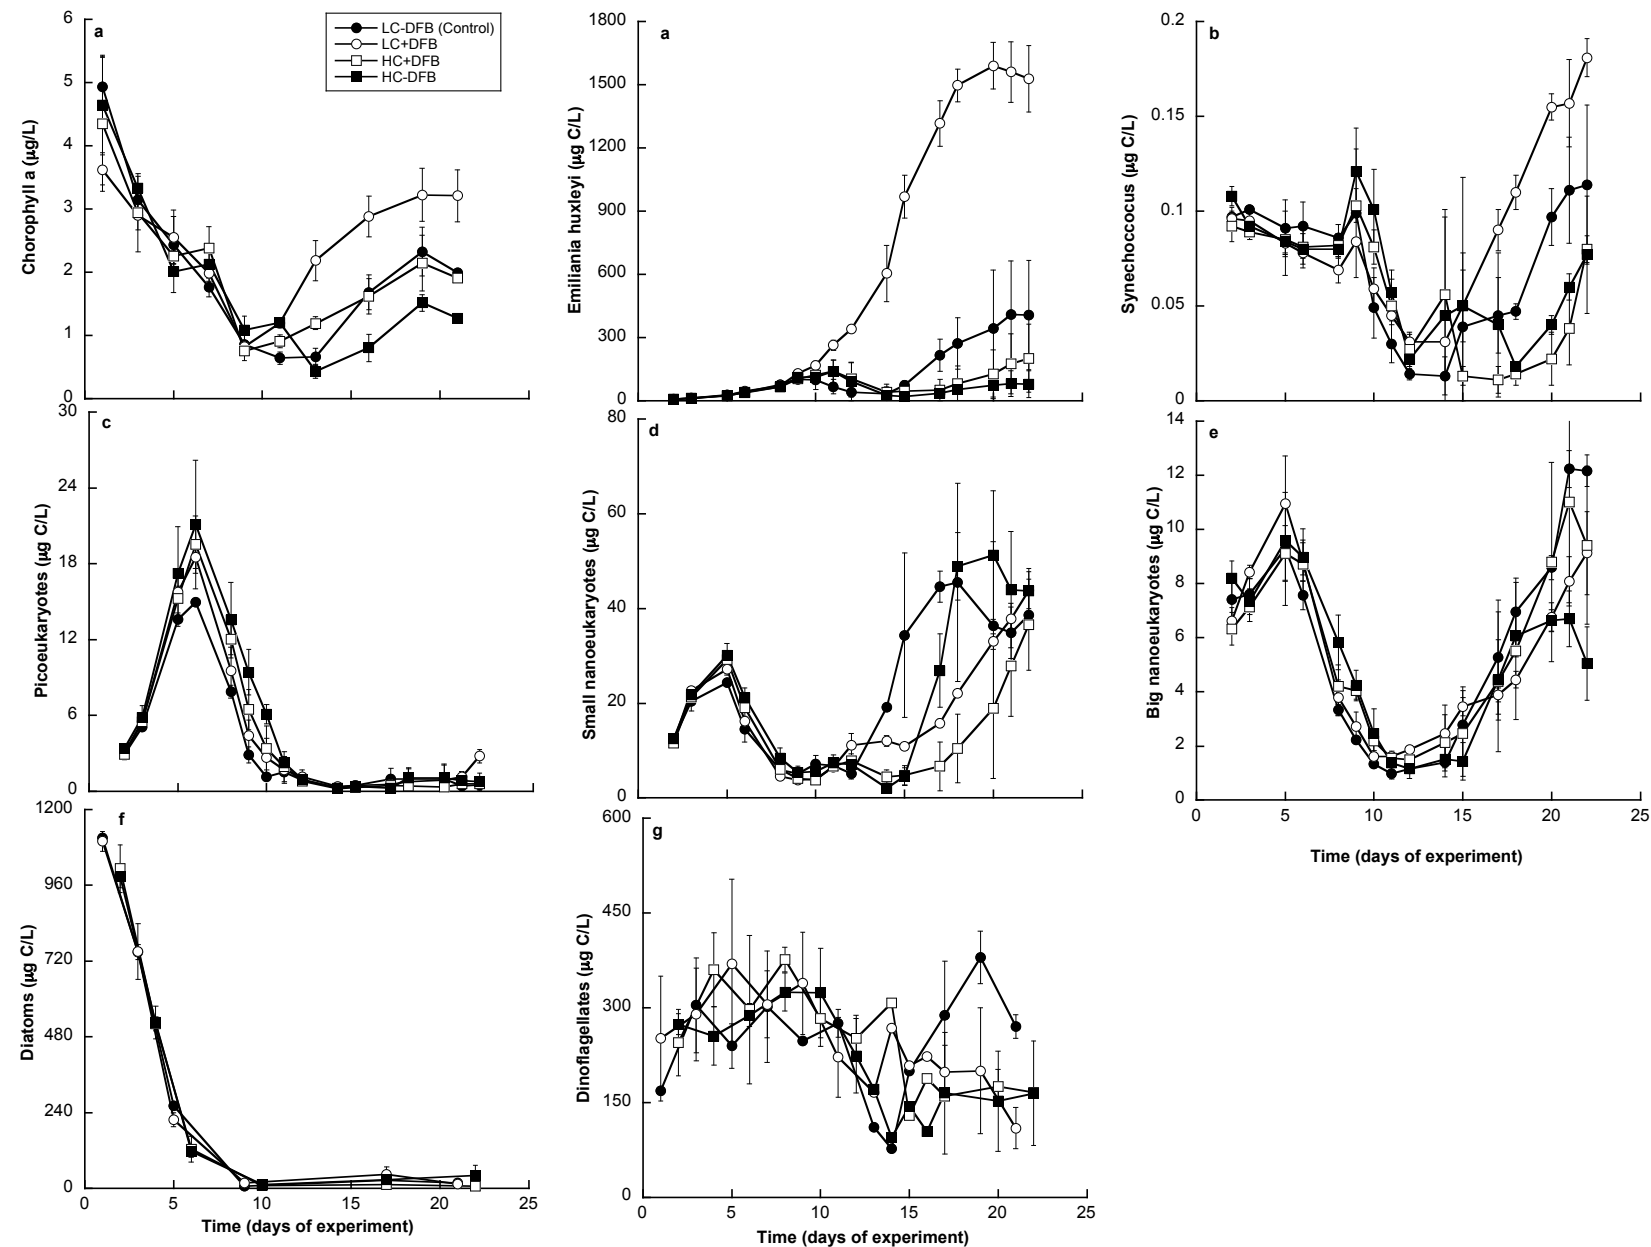 a
LC-DFB (Control)
LC+DFB
HC+DFB
HC-DFB
Chorophyll a (µg/L)
6
5
4
3
2
1
0
a
Emiliania huxleyi (µg C/L)
1800
1500
1200
900
600
300
0
b
Synechoccocus (µg C/L)
0.2
0.15
0.1
0.05
0
c
Picoeukaryotes (µg C/L)
30
24
18
12
6
0
d
Small nanoeukaryotes (µg C/L)
80
60
40
20
0
e
Big nanoeukaryotes (µg C/L)
14
12
10
8
6
4
2
0
0 5 10 15 20 25
Time (days of experiment)
f
Diatoms (µg C/L)
1200
960
720
480
240
0
0 5 10 15 20 25
Time (days of experiment)
g
Dinoflagellates (µg C/L)
600
450
300
150
0
0 5 10 15 20 25
Time (days of experiment)